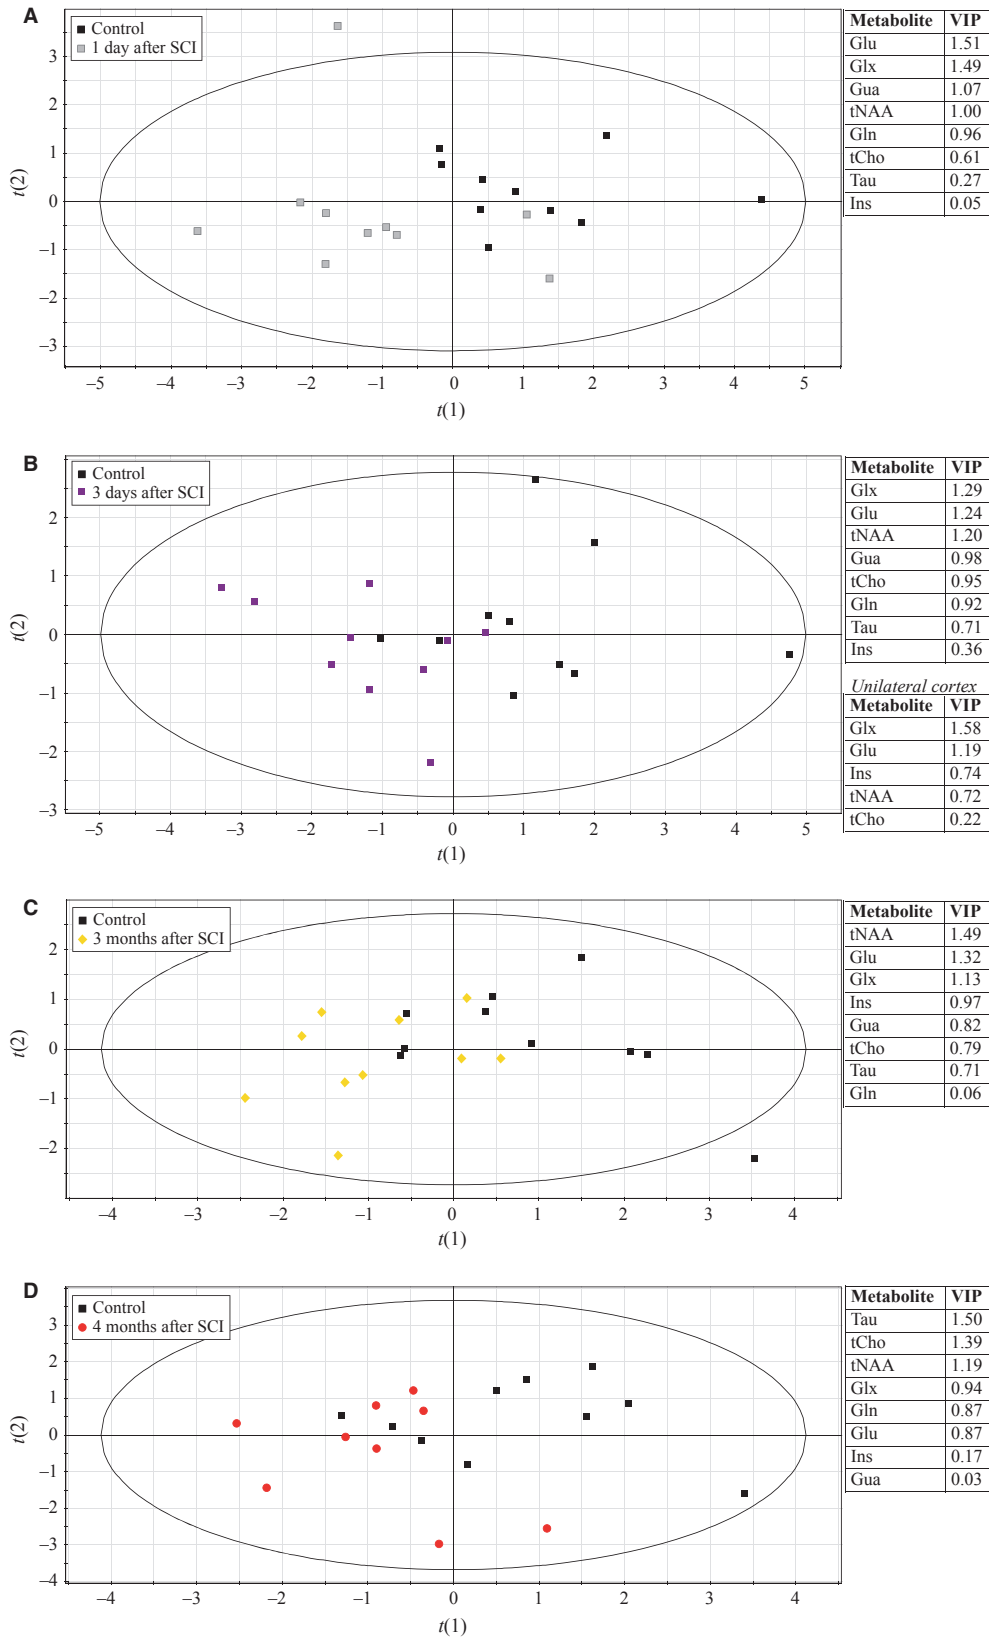 A
Control
1 day after SCI
3
2
1
0
−1
−2
−3
t(2)
−5 −4 −3 −2 −1 0 1 2 3 4 5
t(1)
Metabolite VIP
Glu 1.51
Glx 1.49
Gua 1.07
tNAA 1.00
Gln 0.96
tCho 0.61
Tau 0.27
Ins 0.05
B
Control
3 days after SCI
2
1
0
−1
−2
−3
t(2)
−5 −4 −3 −2 −1 0 1 2 3 4 5
t(1)
Metabolite VIP
Glx 1.29
Glu 1.24
tNAA 1.20
Gua 0.98
tCho 0.95
Gln 0.92
Tau 0.71
Ins 0.36
Unilateral cortex
Metabolite VIP
Glx 1.58
Glu 1.19
Ins 0.74
tNAA 0.72
tCho 0.22
C
Control
3 months after SCI
2
1
0
−1
−2
t(2)
−4 −3 −2 −1 0 1 2 3 4
t(1)
Metabolite VIP
tNAA 1.49
Glu 1.32
Glx 1.13
Ins 0.97
Gua 0.82
tCho 0.79
Tau 0.71
Gln 0.06
D
Control
4 months after SCI
3
2
1
0
−1
−2
−3
−4
t(2)
−4 −3 −2 −1 0 1 2 3 4
t(1)
Metabolite VIP
Tau 1.50
tCho 1.39
tNAA 1.19
Glx 0.94
Gln 0.87
Glu 0.87
Ins 0.17
Gua 0.03